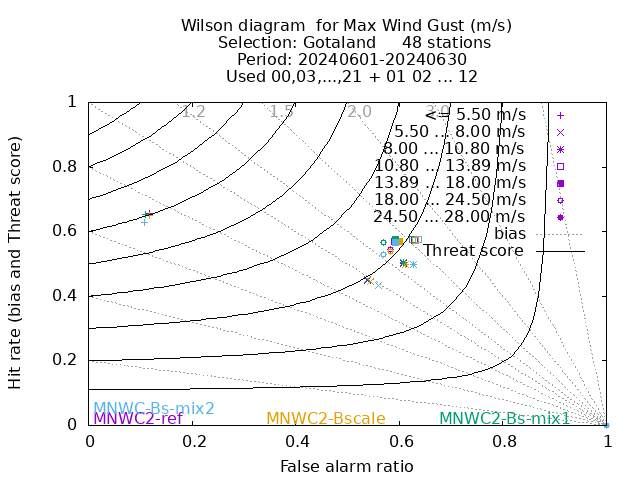 Wilson diagram for Max Wind Gust (m/s)
Selection: Gotaland 48 stations
Period: 20240601-20240630
Used 00,03,...,21 + 01 02 ... 12
Hit rate (bias and Threat score)
1
0.8
0.6
0.4
0.2
0
1.2 1.5 2.0 3.0
<= 5.50 m/s
5.50 ... 8.00 m/s
8.00 ... 10.80 m/s
10.80 ... 13.89 m/s
13.89 ... 18.00 m/s
18.00 ... 24.50 m/s
24.50 ... 28.00 m/s
bias
Threat score
MNWC-Bs-mix2
MNWC2-ref MNWC2-Bscale MNWC2-Bs-mix1
0 0.2 0.4 0.6 0.8 1
False alarm ratio